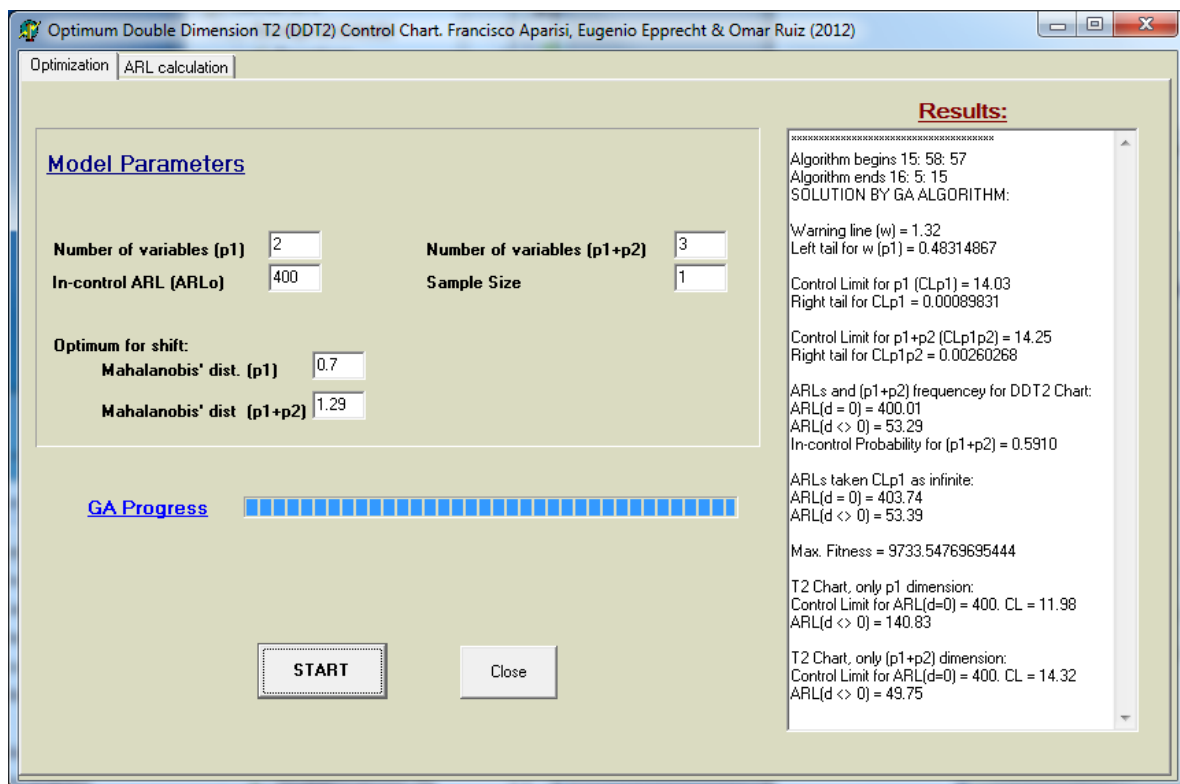 Optimum Double Dimension T2 (DDT2) Control Chart. Francisco Aparisi, Eugenio Epprecht & Omar Ruiz (2012)
Optimization
ARL calculation
Model Parameters
Number of variables (p1)
2
Number of variables (p1+p2)
3
In-control ARL (ARLo)
400
Sample Size
1
Optimum for shift:
Mahalanobis' dist. (p1)
0.7
Mahalanobis' dist (p1+p2)
1.29
GA Progress
START
Close
Results:
Algorithm begins 15: 58: 57
Algorithm ends 16: 5: 15
SOLUTION BY GA ALGORITHM:
Warning line (w) = 1.32
Left tail for w (p1) = 0.48314867
Control Limit for p1 (CLp1) = 14.03
Right tail for CLp1 = 0.00089831
Control Limit for p1+p2 (CLp1p2) = 14.25
Right tail for CLp1p2 = 0.00260268
ARLs and (p1+p2) frequencey for DDT2 Chart:
ARL(d = 0) = 400.01
ARL(d <> 0) = 53.29
In-control Probability for (p1+p2) = 0.5910
ARLs taken CLp1 as infinite:
ARL(d = 0) = 403.74
ARL(d <> 0) = 53.39
Max. Fitness = 9733.54769695444
T2 Chart, only p1 dimension:
Control Limit for ARL(d=0) = 400. CL = 11.98
ARL(d <> 0) = 140.83
T2 Chart, only (p1+p2) dimension:
Control Limit for ARL(d=0) = 400. CL = 14.32
ARL(d <> 0) = 49.75